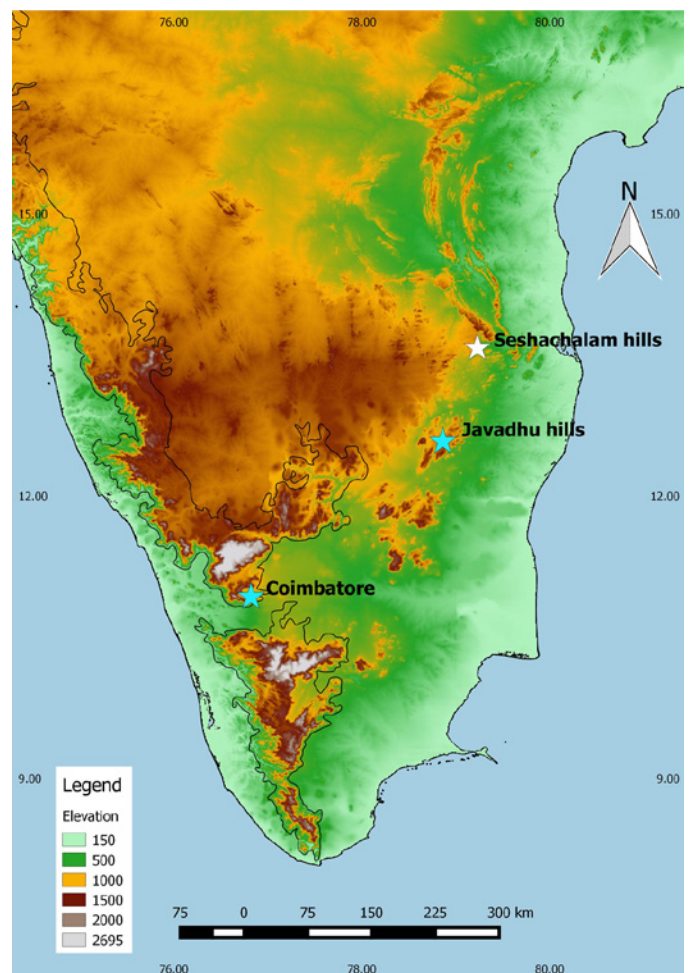 76.00 78.00 80.00
15.00 15.00
N
Seshachalam hills
Javadhu hills
12.00 12.00
Coimbatore
9.00 9.00
Legend
Elevation
150
500
1000
1500
2000
2695
75 0 75 150 225 300 km
76.00 78.00 80.00